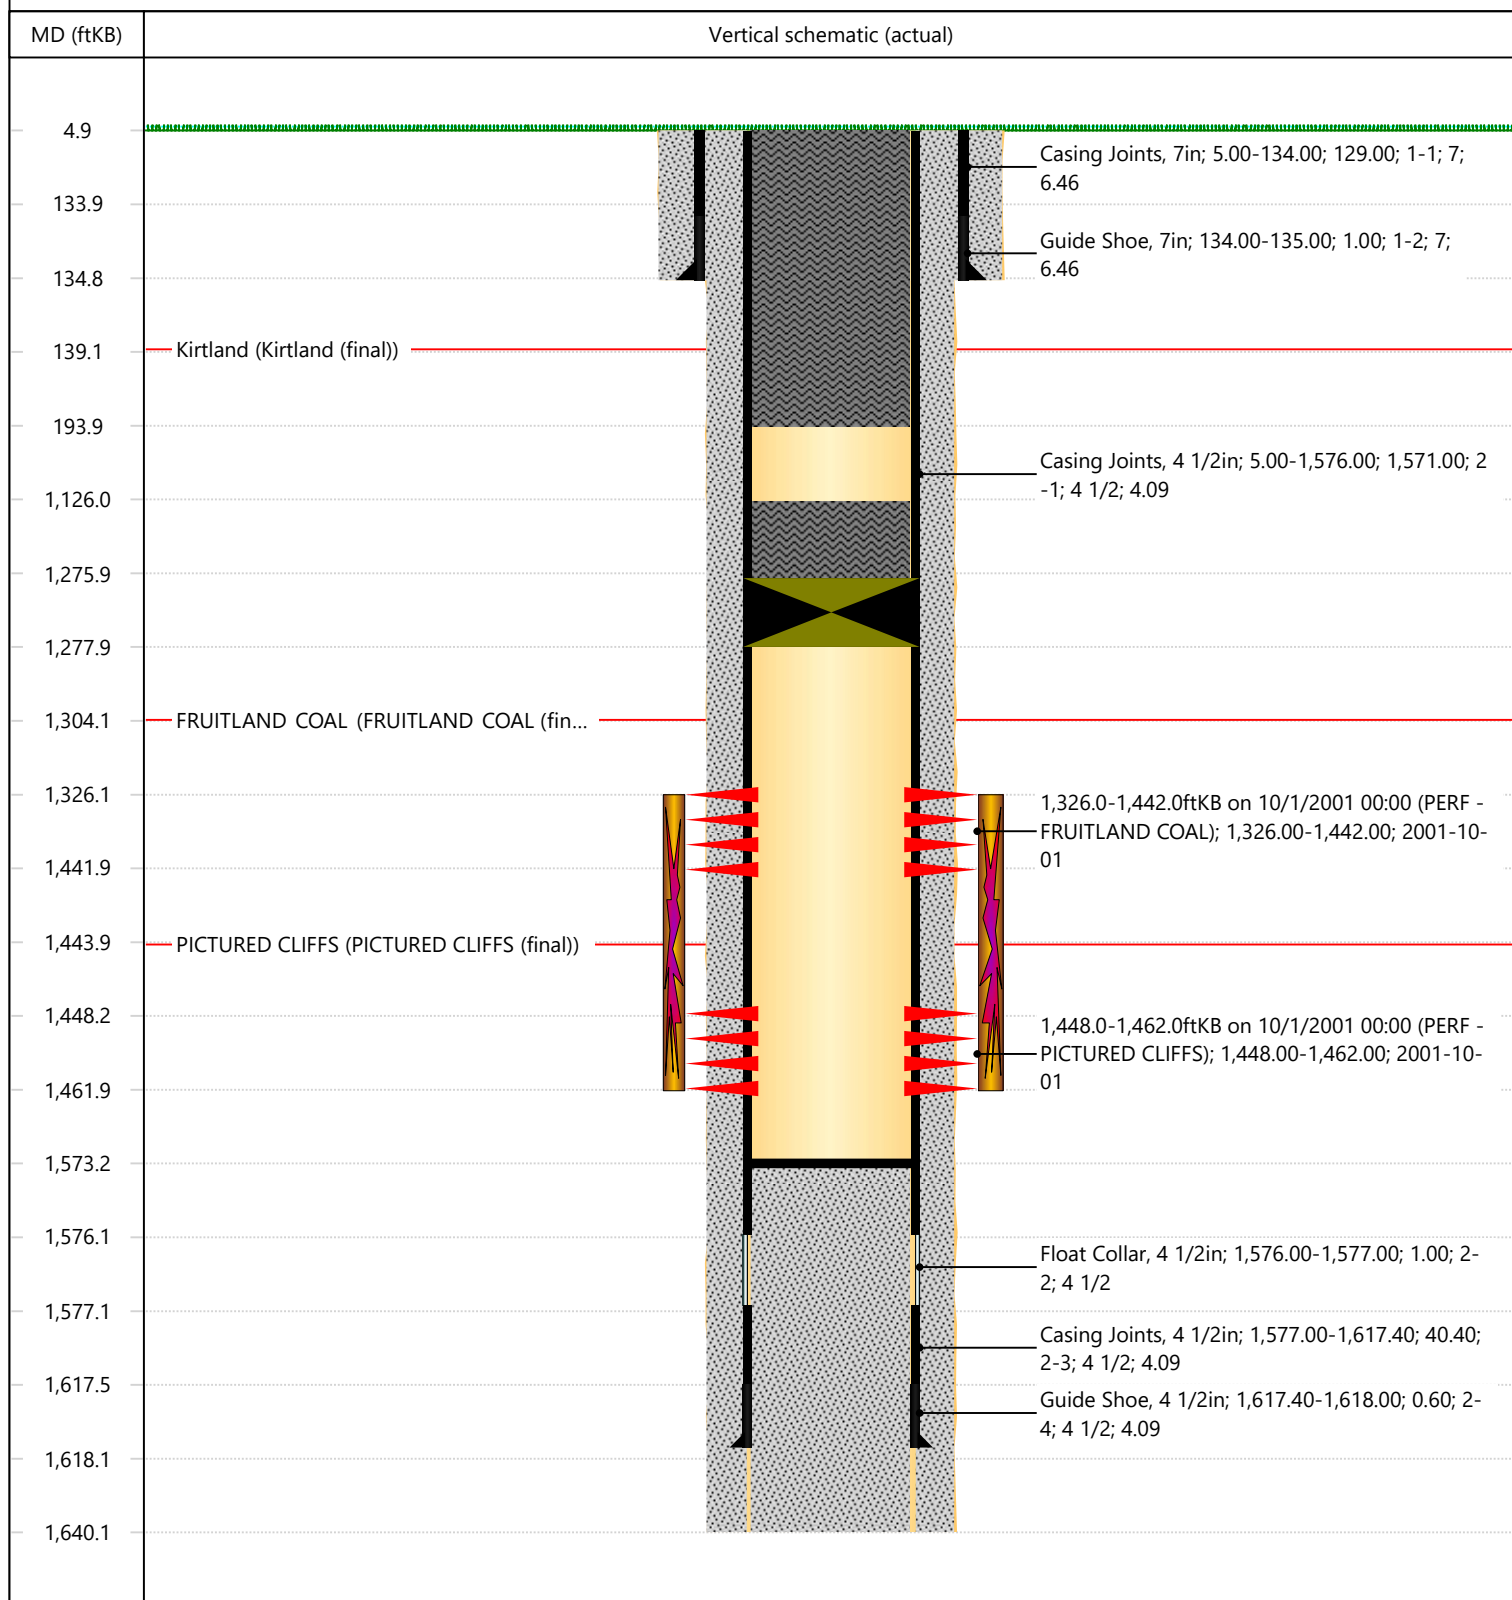 MD (ftKB)
Vertical schematic (actual)
4.9
Casing Joints, 7in; 5.00-134.00; 129.00; 1-1; 7;
6.46
133.9
Guide Shoe, 7in; 134.00-135.00; 1.00; 1-2; 7;
6.46
134.8
Kirtland (Kirtland (final))
139.1
193.9
Casing Joints, 4 1/2in; 5.00-1,576.00; 1,571.00; 2
-1; 4 1/2; 4.09
1,126.0
1,275.9
1,277.9
1,304.1
FRUITLAND COAL (FRUITLAND COAL (fin...
1,326.1
1,326.0-1,442.0ftKB on 10/1/2001 00:00 (PERF -
FRUITLAND COAL); 1,326.00-1,442.00; 2001-10-
01
1,441.9
1,443.9
PICTURED CLIFFS (PICTURED CLIFFS (final))
1,448.2
1,448.0-1,462.0ftKB on 10/1/2001 00:00 (PERF -
PICTURED CLIFFS); 1,448.00-1,462.00; 2001-10-
01
1,461.9
1,573.2
1,576.1
Float Collar, 4 1/2in; 1,576.00-1,577.00; 1.00; 2-
2; 4 1/2
1,577.1
Casing Joints, 4 1/2in; 1,577.00-1,617.40; 40.40;
2-3; 4 1/2; 4.09
1,617.5
Guide Shoe, 4 1/2in; 1,617.40-1,618.00; 0.60; 2-
4; 4 1/2; 4.09
1,618.1
1,640.1